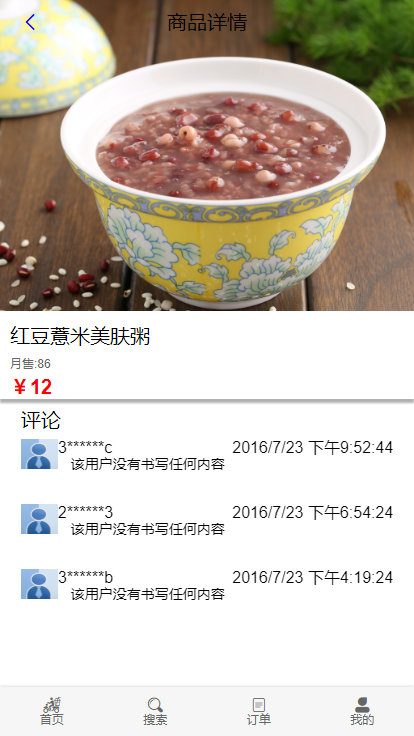 商品详情
红豆薏米美肤粥
月售:86
¥12
评论
3******c 2016/7/23 下午9:52:44
该用户没有书写任何内容
2******3 2016/7/23 下午6:54:24
该用户没有书写任何内容
3******b 2016/7/23 下午4:19:24
该用户没有书写任何内容
首页 搜索 订单 我的